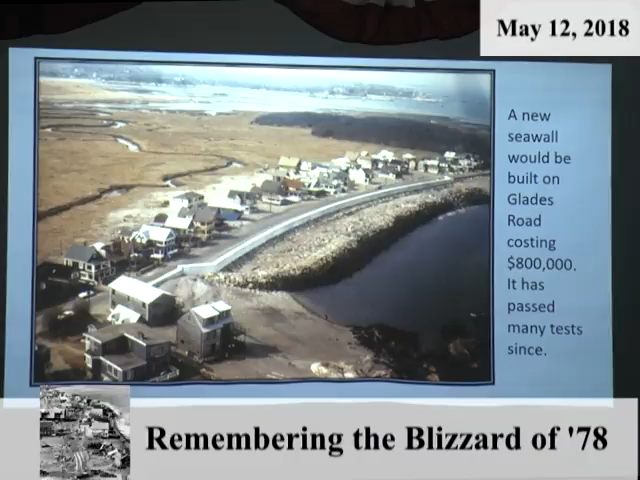 May 12, 2018
A new
seawall
would be
built on
Glades
Road
costing
$800,000.
It has
passed
many tests
since.
Remembering the Blizzard of '78